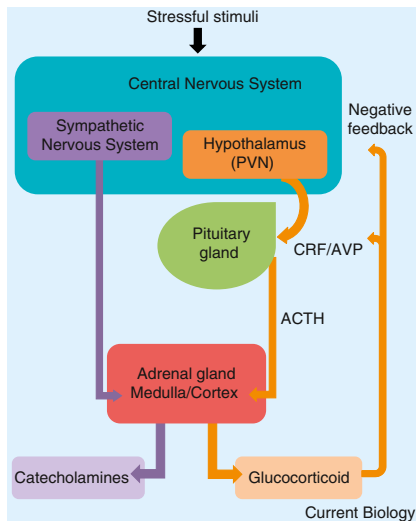 Stressful stimuli
Central Nervous System
Sympathetic
Nervous System
Hypothalamus
(PVN)
Negative
feedback
Pituitary
gland
CRF/AVP
ACTH
Adrenal gland
Medulla/Cortex
Catecholamines
Glucocorticoid
Current Biology